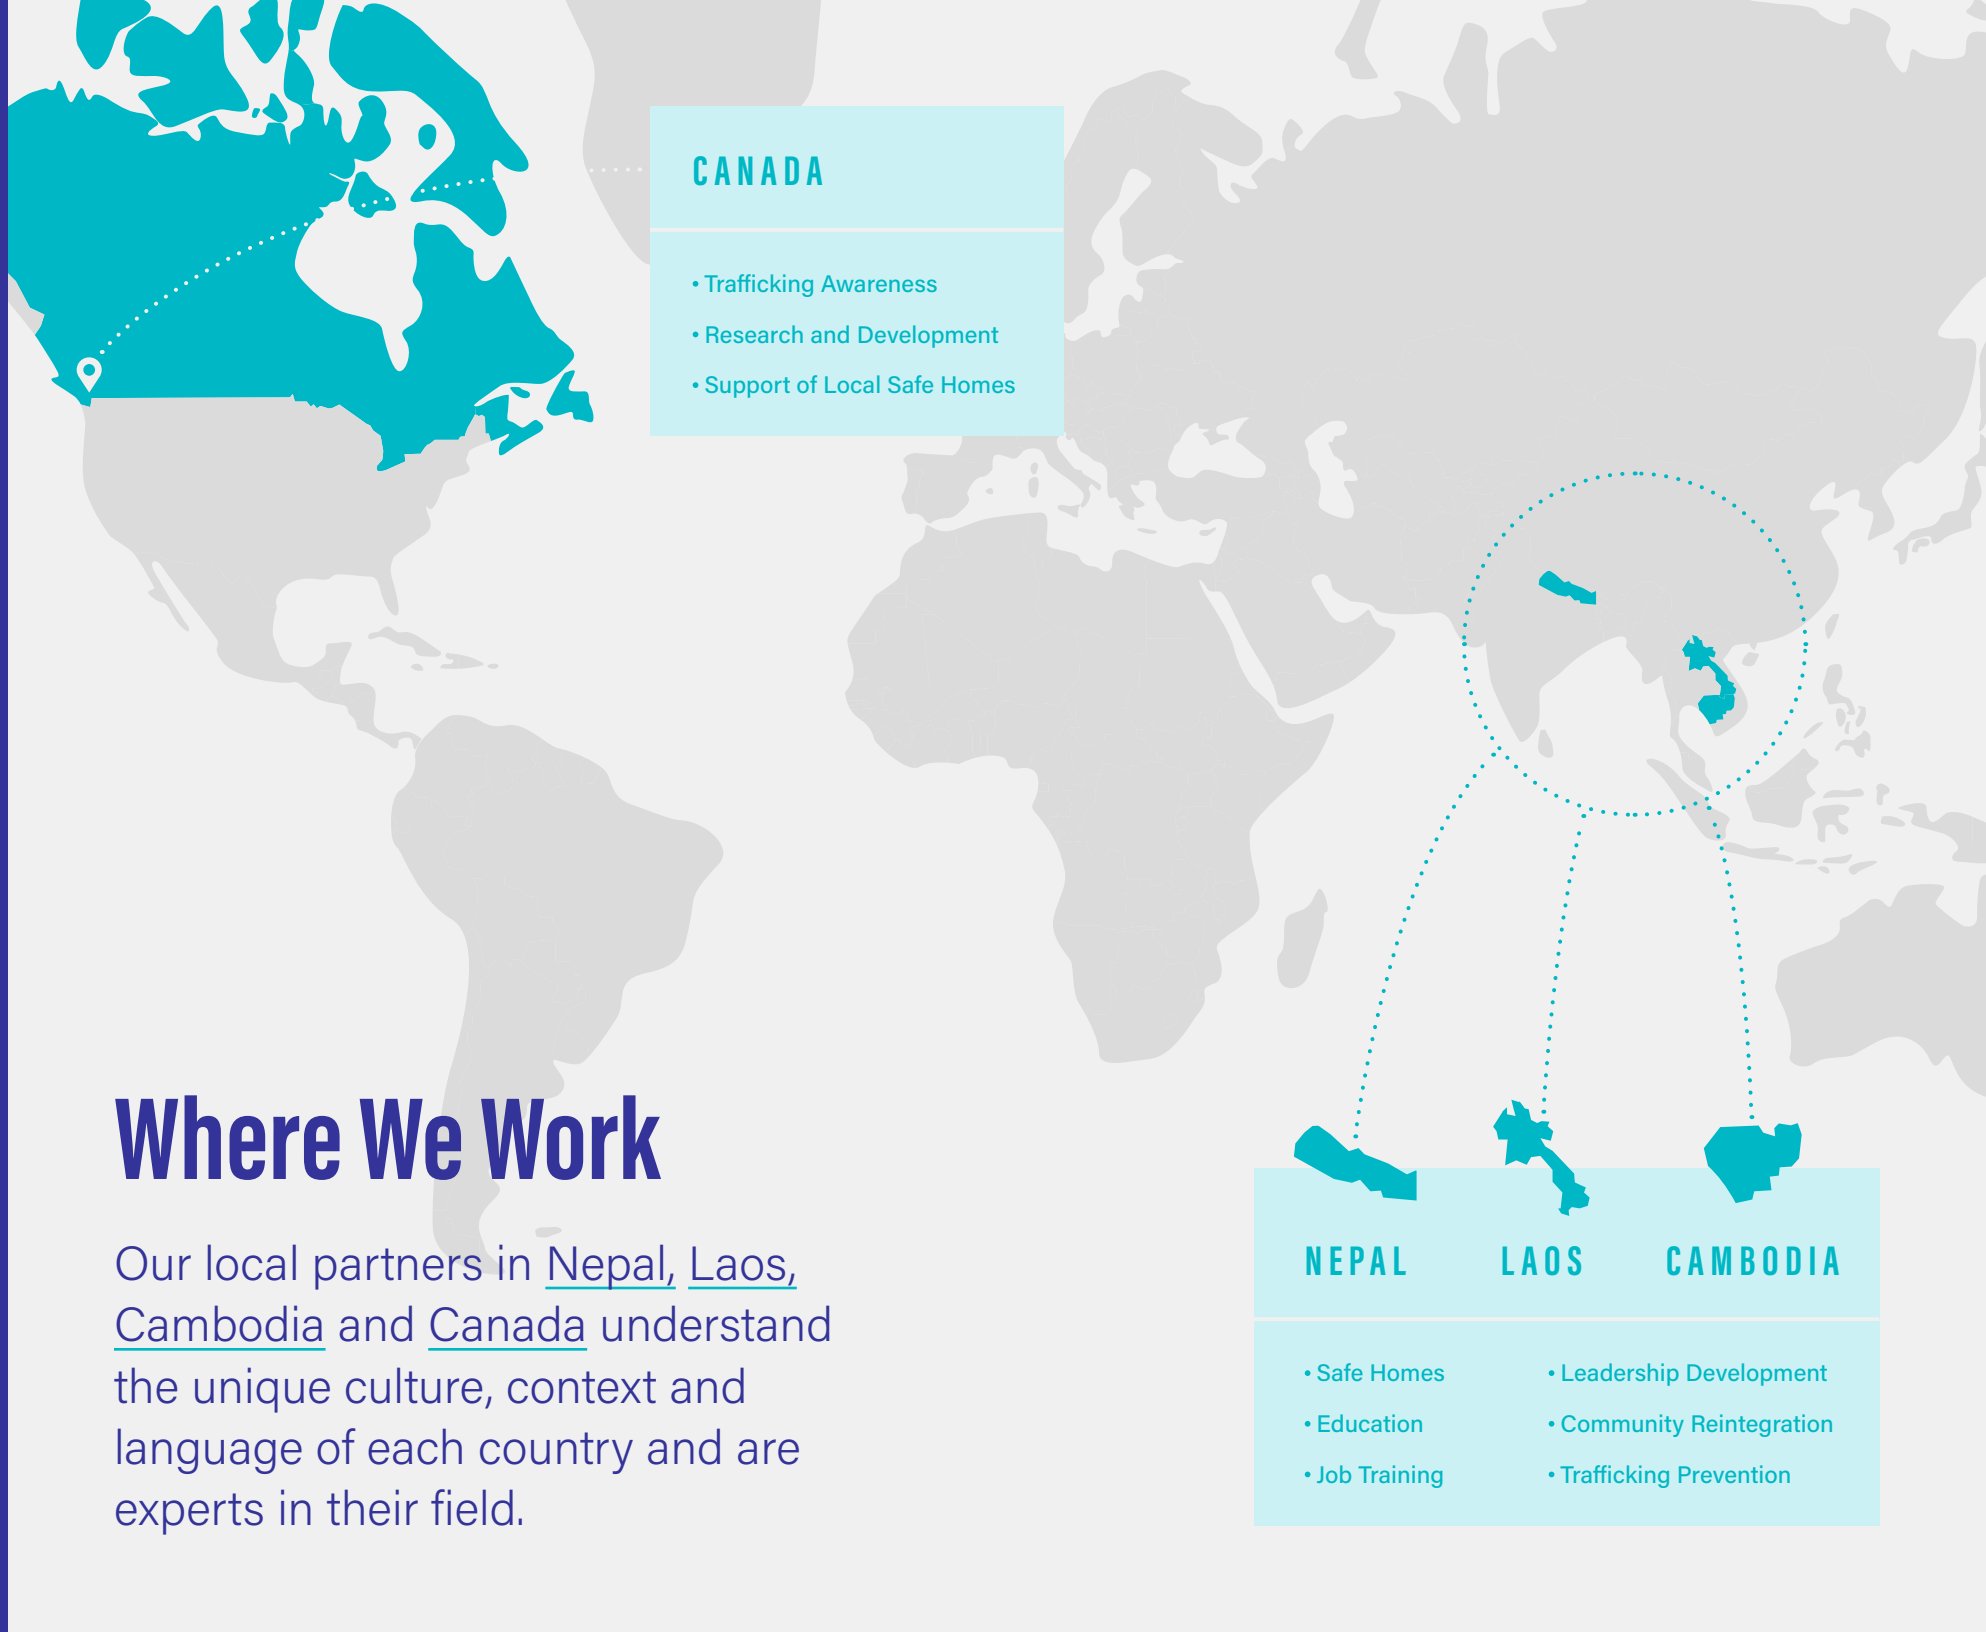 CANADA
• Trafficking Awareness
• Research and Development
• Support of Local Safe Homes
Where We Work
Our local partners in Nepal, Laos,
Cambodia and Canada understand
the unique culture, context and
language of each country and are
experts in their field.
NEPAL LAOS CAMBODIA
• Safe Homes
• Education
• Job Training
• Leadership Development
• Community Reintegration
• Trafficking Prevention